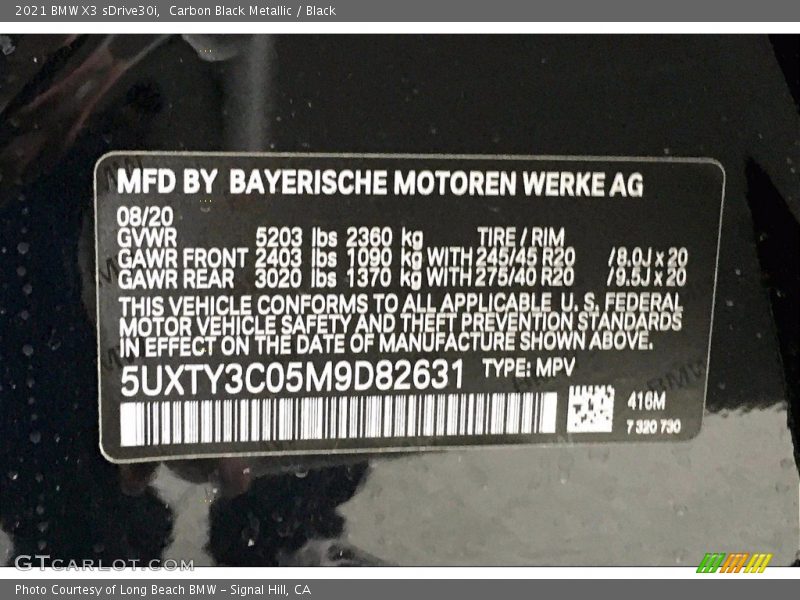 2021 BMW X3 sDrive30i, Carbon Black Metallic / Black
MFD BY BAYERISCHE MOTOREN WERKE AG
08/20
GVWR 5203 lbs 2360 kg TIRE / RIM
GAWR FRONT 2403 lbs 1090 kg WITH 245/45 R20 /8.0J x 20
GAWR REAR 3020 lbs 1370 kg WITH 275/40 R20 /9.5J x 20
THIS VEHICLE CONFORMS TO ALL APPLICABLE U. S. FEDERAL
MOTOR VEHICLE SAFETY AND THEFT PREVENTION STANDARDS
IN EFFECT ON THE DATE OF MANUFACTURE SHOWN ABOVE.
5UXTY3C05M9D82631 TYPE: MPV
416M
7 320 730
GTCARLOT.COM
Photo Courtesy of Long Beach BMW – Signal Hill, CA